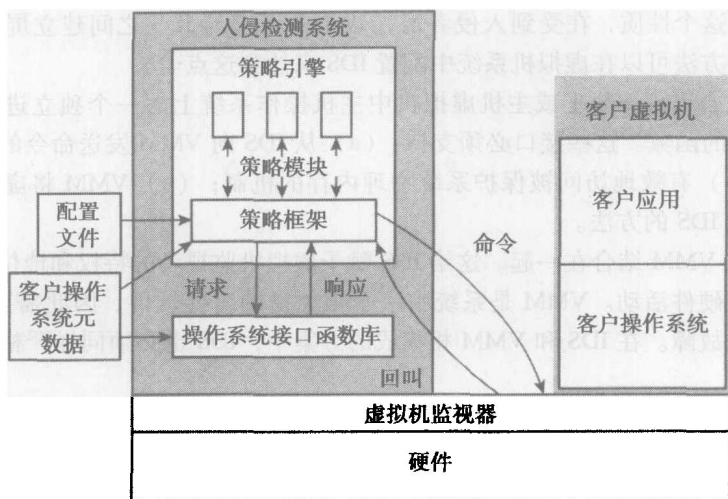 入侵检测系统
策略引擎
策略模块
策略框架
配置
文件
客户操作
系统元
数据
请求
响应
操作系统接口函数库
回叫
命令
客户虚拟机
客户应用
客户操作系统
虚拟机监视器
硬件